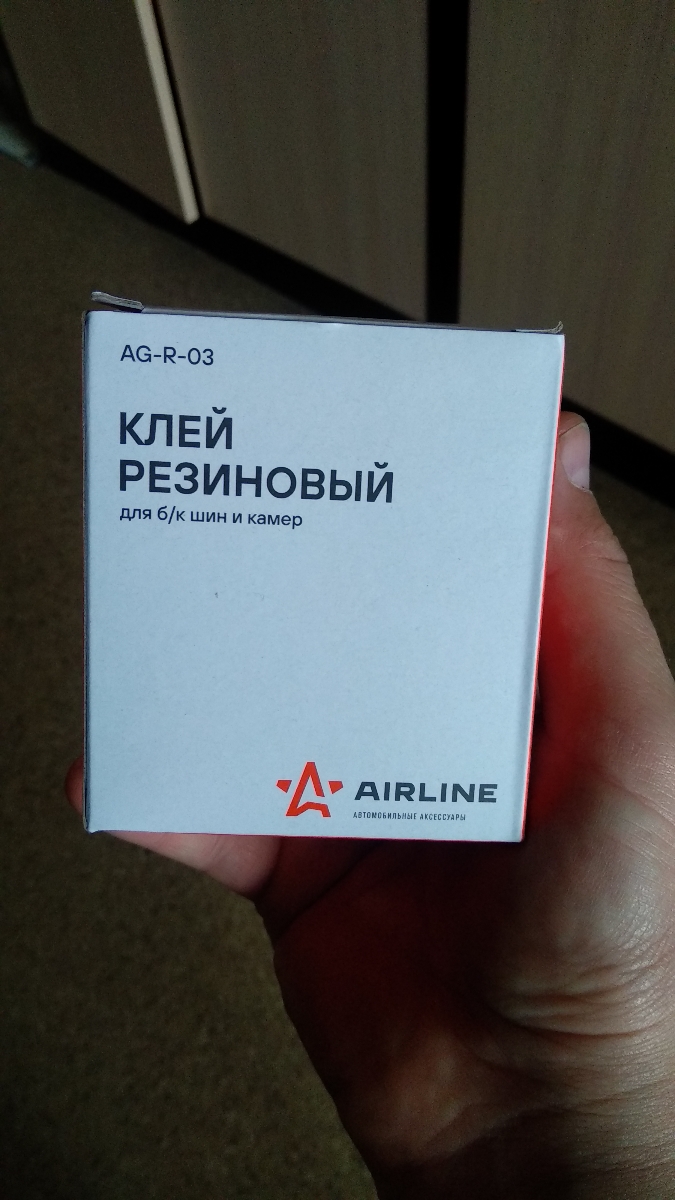 AG-R-03
КЛЕЙ
РЕЗИНОВЫЙ
для б/к шин и камер
AIRLINE
АВТОМОБИЛЬНЫЕ АКСЕССУАРЫ